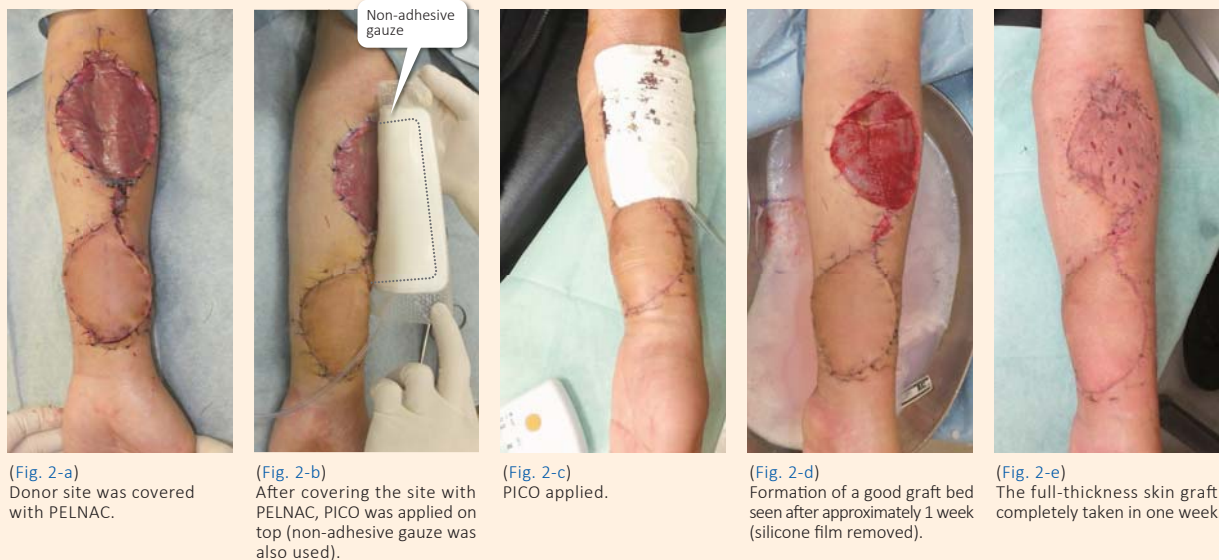 Non-adhesive
gauze
(Fig. 2-a)
Donor site was covered
with PELNAC.
(Fig. 2-b)
After covering the site with
PELNAC, PICO was applied on
top (non-adhesive gauze was
also used).
(Fig. 2-c)
PICO applied.
(Fig. 2-d)
Formation of a good graft bed
seen after approximately 1 week
(silicone film removed).
(Fig. 2-e)
The full-thickness skin graft
completely taken in one week